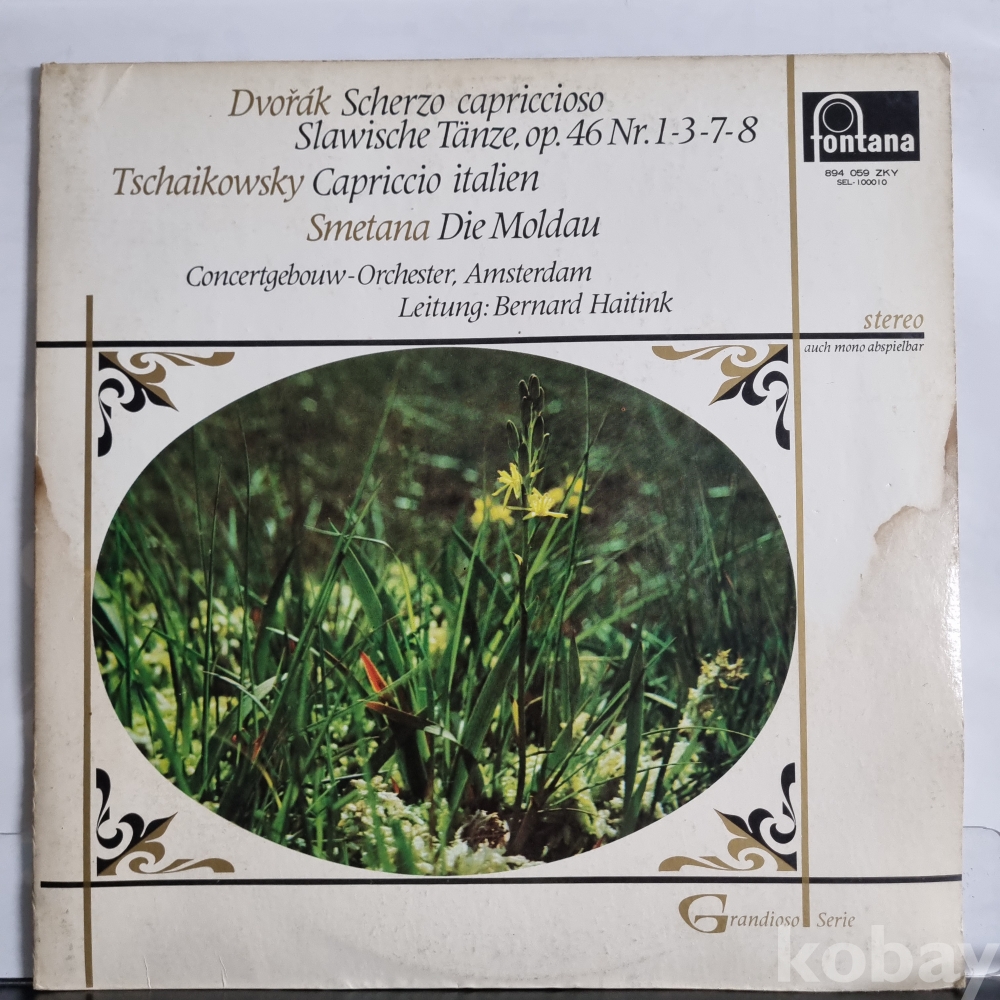 Dvořák Scherzo capriccioso
Slawische Tänze, op. 46 Nr. 1-3-7-8
Tschaikowsky Capriccio italien
Smetana Die Moldau
Concertgebouw-Orchester, Amsterdam
Leitung: Bernard Haitink
fontana
894 059 ZKY
SEL-100010
stereo
auch mono abspielbar
Grandioso Serie
kobay